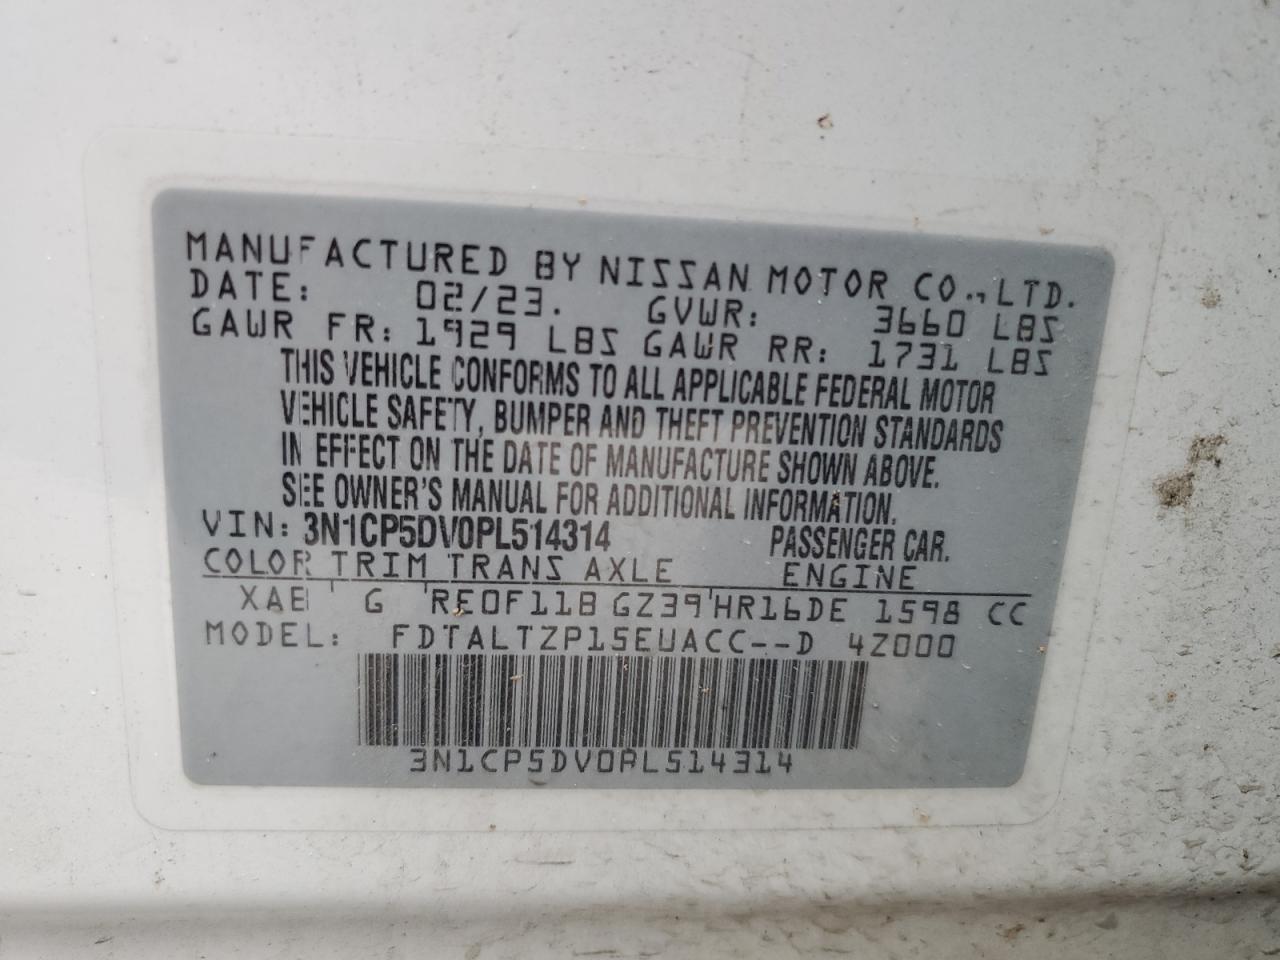 MANUFACTURED BY NISSAN MOTOR CO., LTD.
DATE: 02/23. GVWR: 3660 LBS
GAWR FR: 1929 LBS GAWR RR: 1731 LBS
THIS VEHICLE CONFORMS TO ALL APPLICABLE FEDERAL MOTOR
VEHICLE SAFETY, BUMPER AND THEFT PREVENTION STANDARDS
IN EFFECT ON THE DATE OF MANUFACTURE SHOWN ABOVE.
SEE OWNER'S MANUAL FOR ADDITIONAL INFORMATION.
VIN: 3N1CP5DV0PL514314 PASSENGER CAR.
COLOR TRIM TRANS AXLE ENGINE
XAB G RE0F11B GZ39 HR16DE 1598 CC
MODEL: FDTALTZP15EUACC--D 4Z000
3N1CP5DV0PL514314